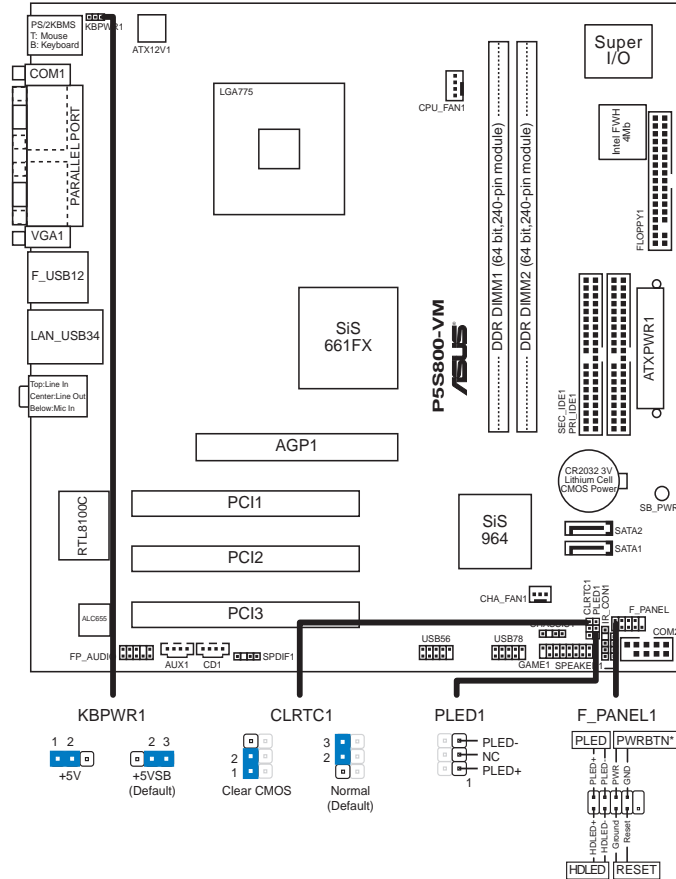 PS/2KBMS
T: Mouse
B: Keyboard
KBPWR1
ATX12V1
COM1
PARALLEL PORT
VGA1
F_USB12
LAN_USB34
Top:Line In
Center:Line Out
Below:Mic In
RTL8100C
ALC655
FP_AUDIO
LGA775
CPU_FAN1
DDR DIMM1 (64 bit,240-pin module)
DDR DIMM2 (64 bit,240-pin module)
Super
I/O
Intel FWH
4Mb
FLOPPY1
SiS
661FX
P5S800-VM
ASUS
SEC_IDE1
PRI_IDE1
ATXPWR1
AGP1
PCI1
PCI2
PCI3
SiS
964
CR2032 3V
Lithium Cell
CMOS Power
SB_PWR
SATA2
SATA1
CHA_FAN1
CLRTC1
PLED1
IR_CON1
F_PANEL
COM2
AUX1
CD1
SPDIF1
USB56
USB78
GAME1
SPEAKER1
KBPWR1
1 2
+5V
2 3
+5VSB
(Default)
CLRTC1
2
1
Clear CMOS
3
2
Normal
(Default)
PLED1
PLED-
NC
PLED+
1
F_PANEL1
PLED
PWRBTN*
PLED+
PLED-
PWR
GND
HDLED+
HDLED-
Ground
Reset
HDLED
RESET